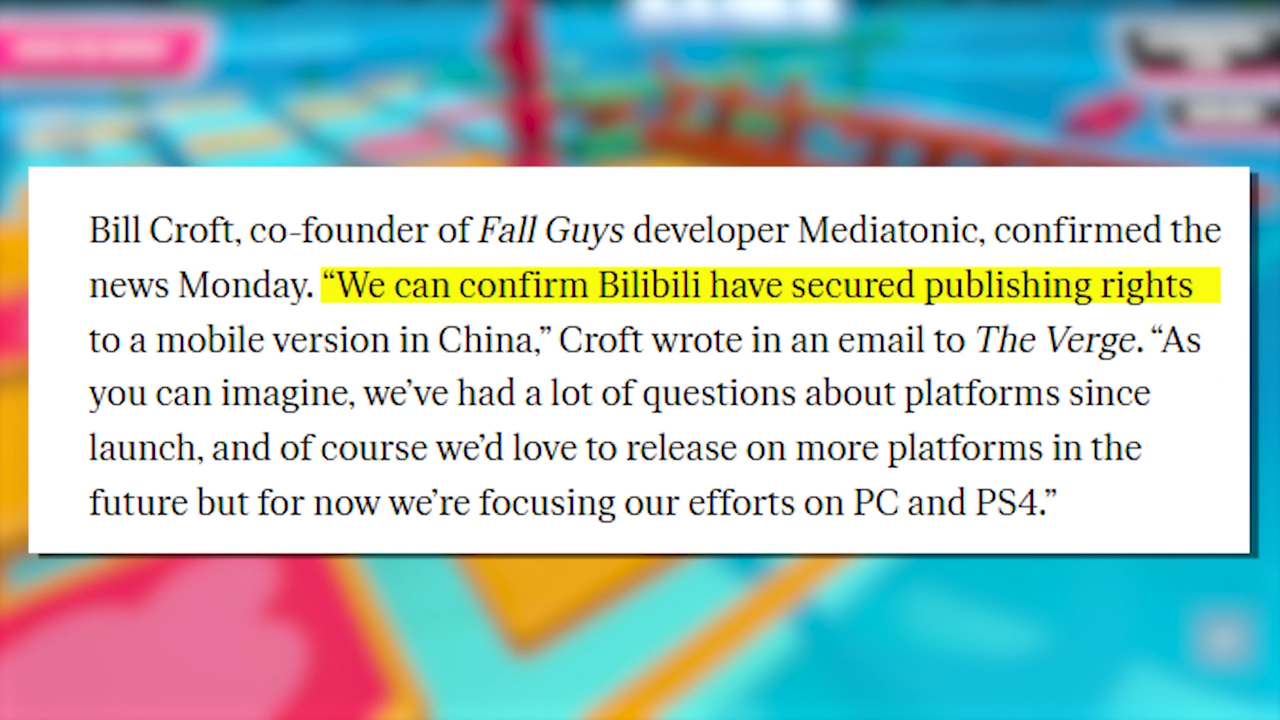 Bill Croft, co-founder of Fall Guys developer Mediatonic, confirmed the
news Monday. “We can confirm Bilibili have secured publishing rights
to a mobile version in China,” Croft wrote in an email to The Verge. “As
you can imagine, we’ve had a lot of questions about platforms since
launch, and of course we’d love to release on more platforms in the
future but for now we’re focusing our efforts on PC and PS4.”